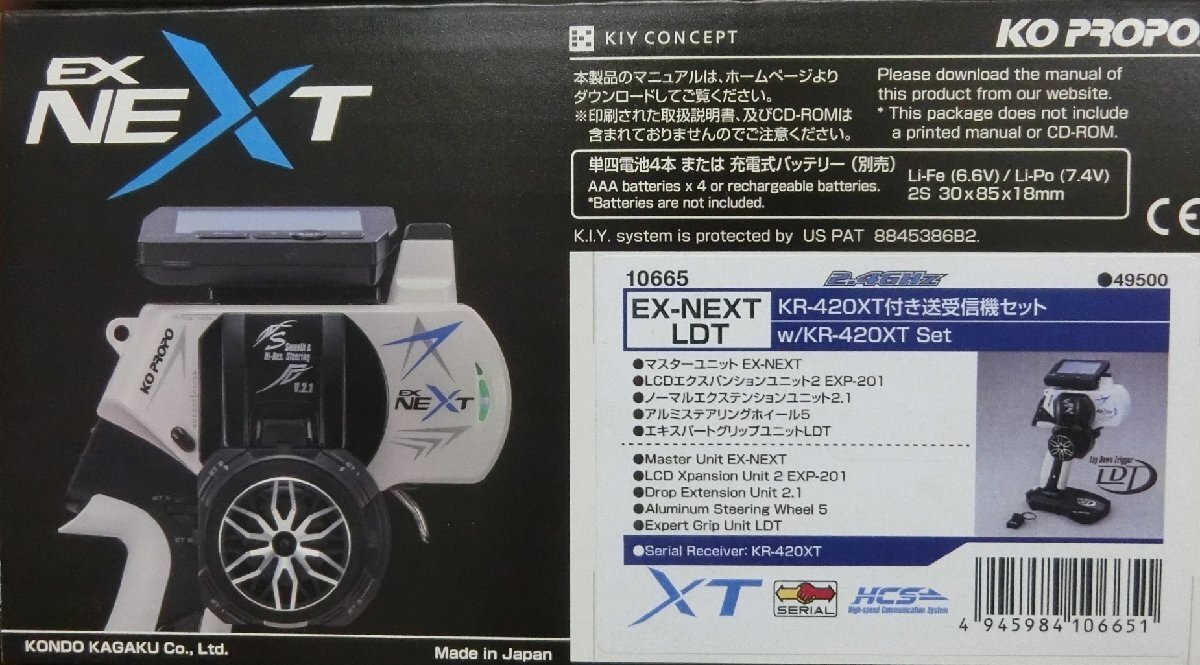 EX
NEXT
KO PROPO
FS
Smooth &
Hi-Res. Steering
V.2.1
EX
NEXT
KONDO KAGAKU Co., Ltd.
Made in Japan
KIY CONCEPT
KO PROPO
本製品のマニュアルは、ホームページより
ダウンロードしてご覧ください。
※印刷された取扱説明書、及びCD-ROMは
含まれておりませんのでご注意ください。
Please download the manual of
this product from our website.
* This package does not include
a printed manual or CD-ROM.
単四電池4本 または 充電式バッテリー（別売）
AAA batteries x 4 or rechargeable batteries.
*Batteries are not included.
Li-Fe (6.6V) / Li-Po (7.4V)
2S 30x85x18mm
CE
K.I.Y. system is protected by US PAT 8845386B2.
10665
2.4GHz
●49500
EX-NEXT
LDT
KR-420XT付き送受信機セット
w/KR-420XT Set
●マスターユニット EX-NEXT
●LCDエクスパンションユニット2 EXP-201
●ノーマルエクステンションユニット2.1
●アルミステアリングホイール5
●エキスパートグリップユニットLDT
●Master Unit EX-NEXT
●LCD Xpansion Unit 2 EXP-201
●Drop Extension Unit 2.1
●Aluminum Steering Wheel 5
●Expert Grip Unit LDT
NEXT
Lay Down Trigger
LDT
●Serial Receiver: KR-420XT
XT
SERIAL
HCS
High-speed Communication System
4 945984 106651